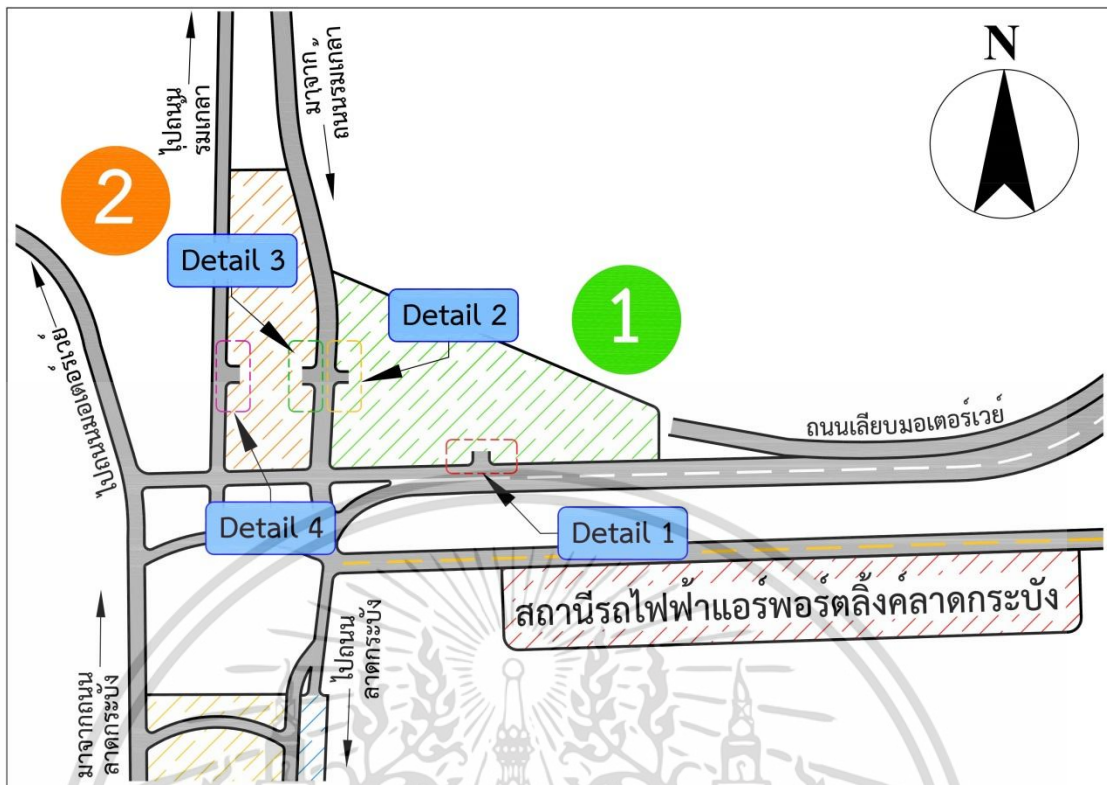 ไปถนน
ร่มเกล้า
มาจาก
ถนนร่มเกล้า
N
2
Detail 3
Detail 2
1
ไปถนนมอเตอร์เวย์
ถนนเลียบมอเตอร์เวย์
Detail 4
Detail 1
สถานีรถไฟฟ้าแอร์พอร์ตลิ้งค์ลาดกระบัง
มาจากถนน
ลาดกระบัง
ไปถนน
ลาดกระบัง